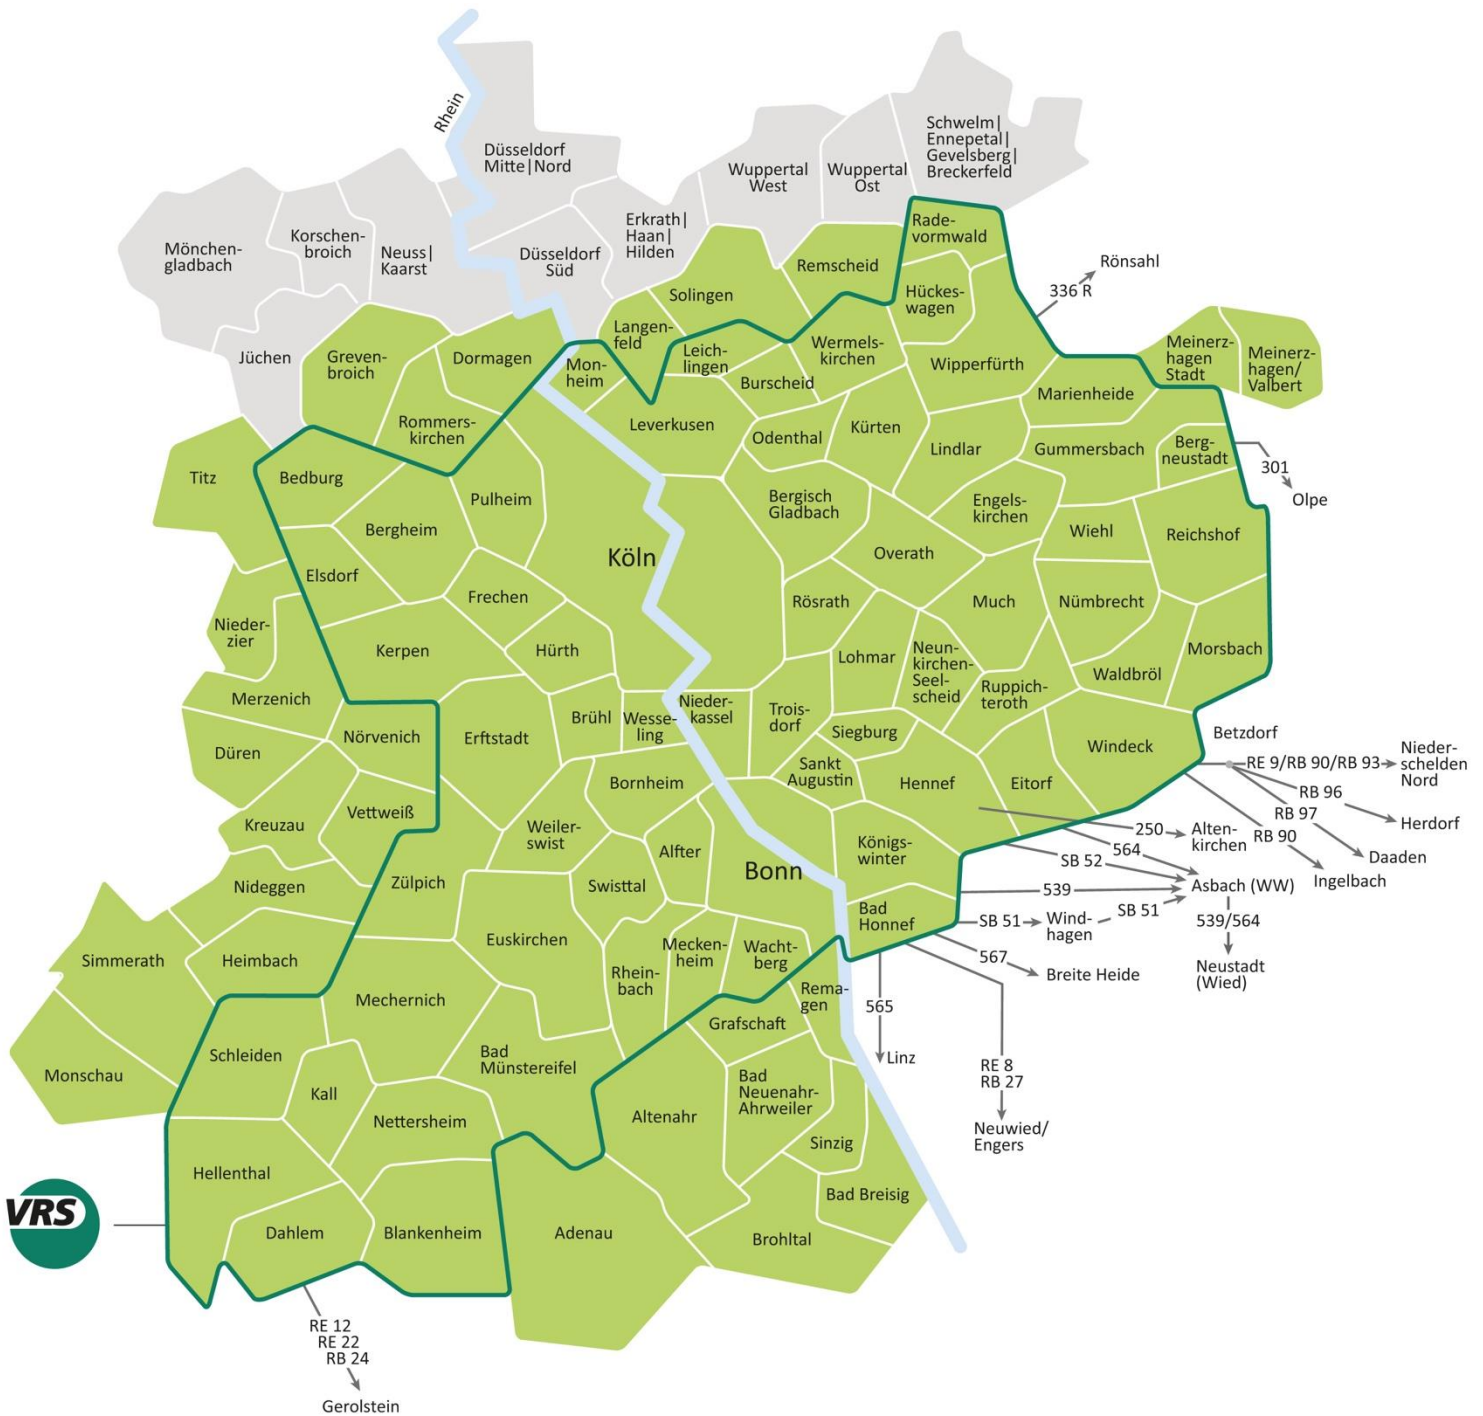 Rhein
Düsseldorf
Mitte|Nord
Schwelm|
Ennepetal|
Gevelsberg|
Breckerfeld
Wuppertal
West
Wuppertal
Ost
Mönchen-
gladbach
Korschen-
broich
Neuss|
Kaarst
Düsseldorf
Süd
Erkrath|
Haan|
Hilden
Rade-
vormwald
Remscheid
Solingen
Hückes-
wagen
336 R
Rönsahl
Jüchen
Greven-
broich
Dormagen
Langen-
feld
Mon-
heim
Leich-
lingen
Wermels-
kirchen
Burscheid
Wipperfürth
Meinerz-
hagen
Stadt
Meinerz-
hagen/
Valbert
Marienheide
Rommers-
kirchen
Leverkusen
Odenthal
Kürten
Lindlar
Gummersbach
Berg-
neustadt
301
Olpe
Titz
Bedburg
Pulheim
Bergheim
Bergisch
Gladbach
Engels-
kirchen
Wiehl
Reichshof
Köln
Overath
Elsdorf
Frechen
Rösrath
Much
Nümbrecht
Nieder-
zier
Kerpen
Hürth
Lohmar
Neun-
kirchen-
Seel-
scheid
Ruppich-
teroth
Waldbröl
Morsbach
Merzenich
Düren
Nörvenich
Erftstadt
Brühl
Wesse-
ling
Nieder-
kassel
Trois-
dorf
Siegburg
Sankt
Augustin
Hennef
Eitorf
Windeck
Betzdorf
RE 9/RB 90/RB 93
Nieder-
schelden
Nord
RB 96
Herdorf
RB 97
Daaden
RB 90
Ingelbach
Kreuzau
Vettweiß
Bornheim
Weiler-
swist
Alfter
Bonn
Königs-
winter
250
Alten-
kirchen
564
SB 52
539
Asbach (WW)
SB 51
Wind-
hagen
SB 51
539/564
Neustadt
(Wied)
567
Breite Heide
Nideggen
Zülpich
Swisttal
Bad
Honnef
Simmerath
Heimbach
Euskirchen
Rhein-
bach
Mecken-
heim
Wacht-
berg
Rema-
gen
565
Linz
RE 8
RB 27
Neuwied/
Engers
Mechernich
Grafschaft
Monschau
Schleiden
Kall
Bad
Münstereifel
Bad
Neuenahr-
Ahrweiler
Altenahr
Nettersheim
Sinzig
Hellenthal
Bad Breisig
VRS
Dahlem
Blankenheim
Adenau
Brohltal
RE 12
RE 22
RB 24
Gerolstein